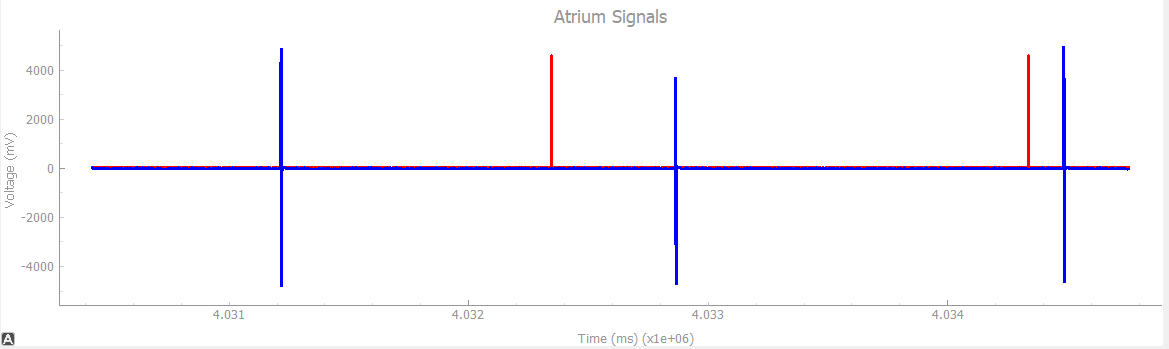 Atrium Signals
Voltage (mV)
4000
2000
0
-2000
-4000
4.031 4.032 4.033 4.034
Time (ms) (x1e+06)
A